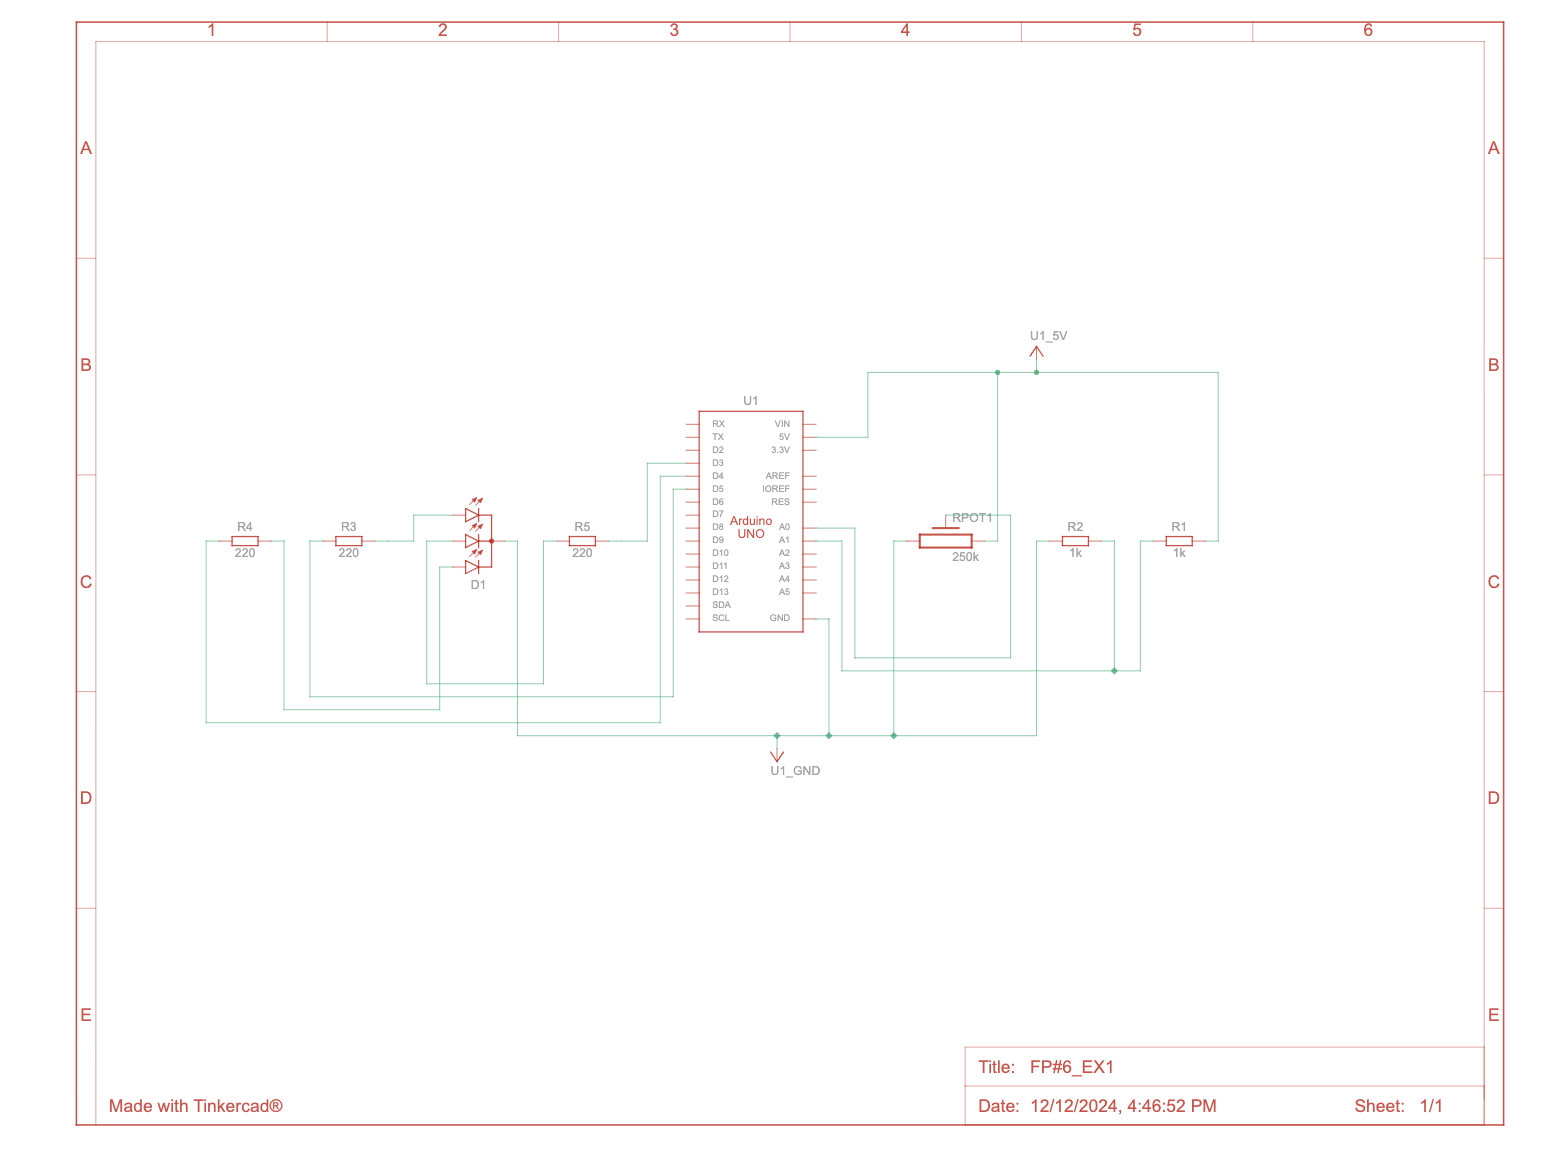 1 2 3 4 5 6
A A
U1_5V
B B
U1
RX VIN
TX 5V
D2 3.3V
D3
D4 AREF
D5 IOREF
D6 RES
D7
R4 R3 R5 Arduino RPOT1 R2 R1
D8 A0
UNO
D9 A1
220 220 220 D10 A2 250k 1k 1k
D11 A3
C D1 D12 A4 C
D13 A5
SDA
SCL GND
U1_GND
D D
E E
Title: FP#6_EX1
Made with Tinkercad® Date: 12/12/2024, 4:46:52 PM Sheet: 1/1